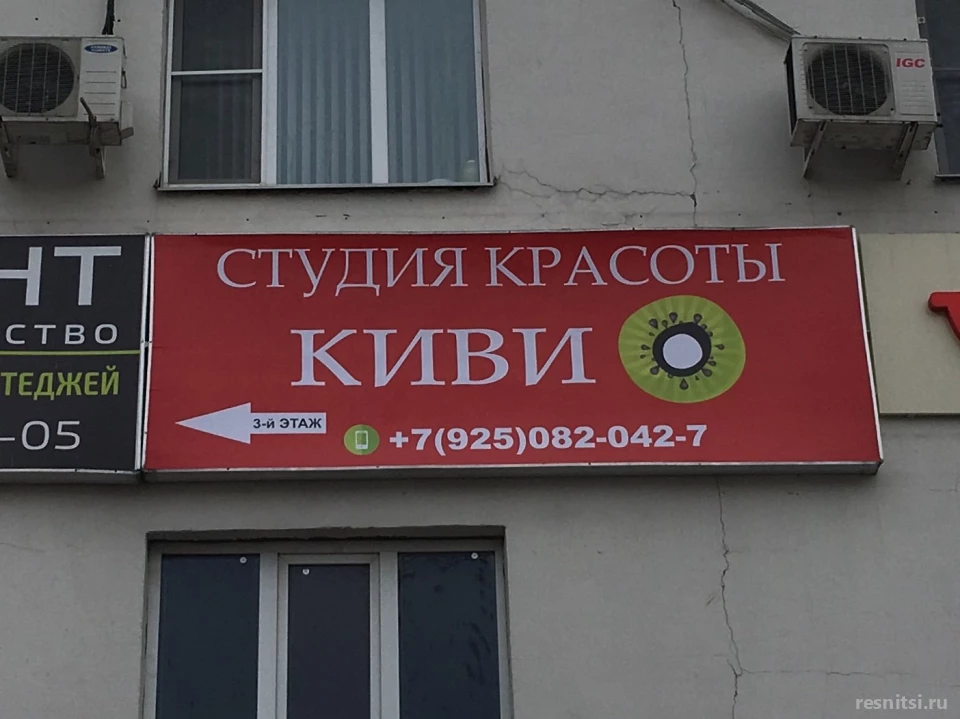 IGC
НТ
СТВО
ТЕДЖЕЙ
-05
СТУДИЯ КРАСОТЫ
КИВИ
3-й ЭТАЖ
+7(925)082-042-7
resnitsi.ru